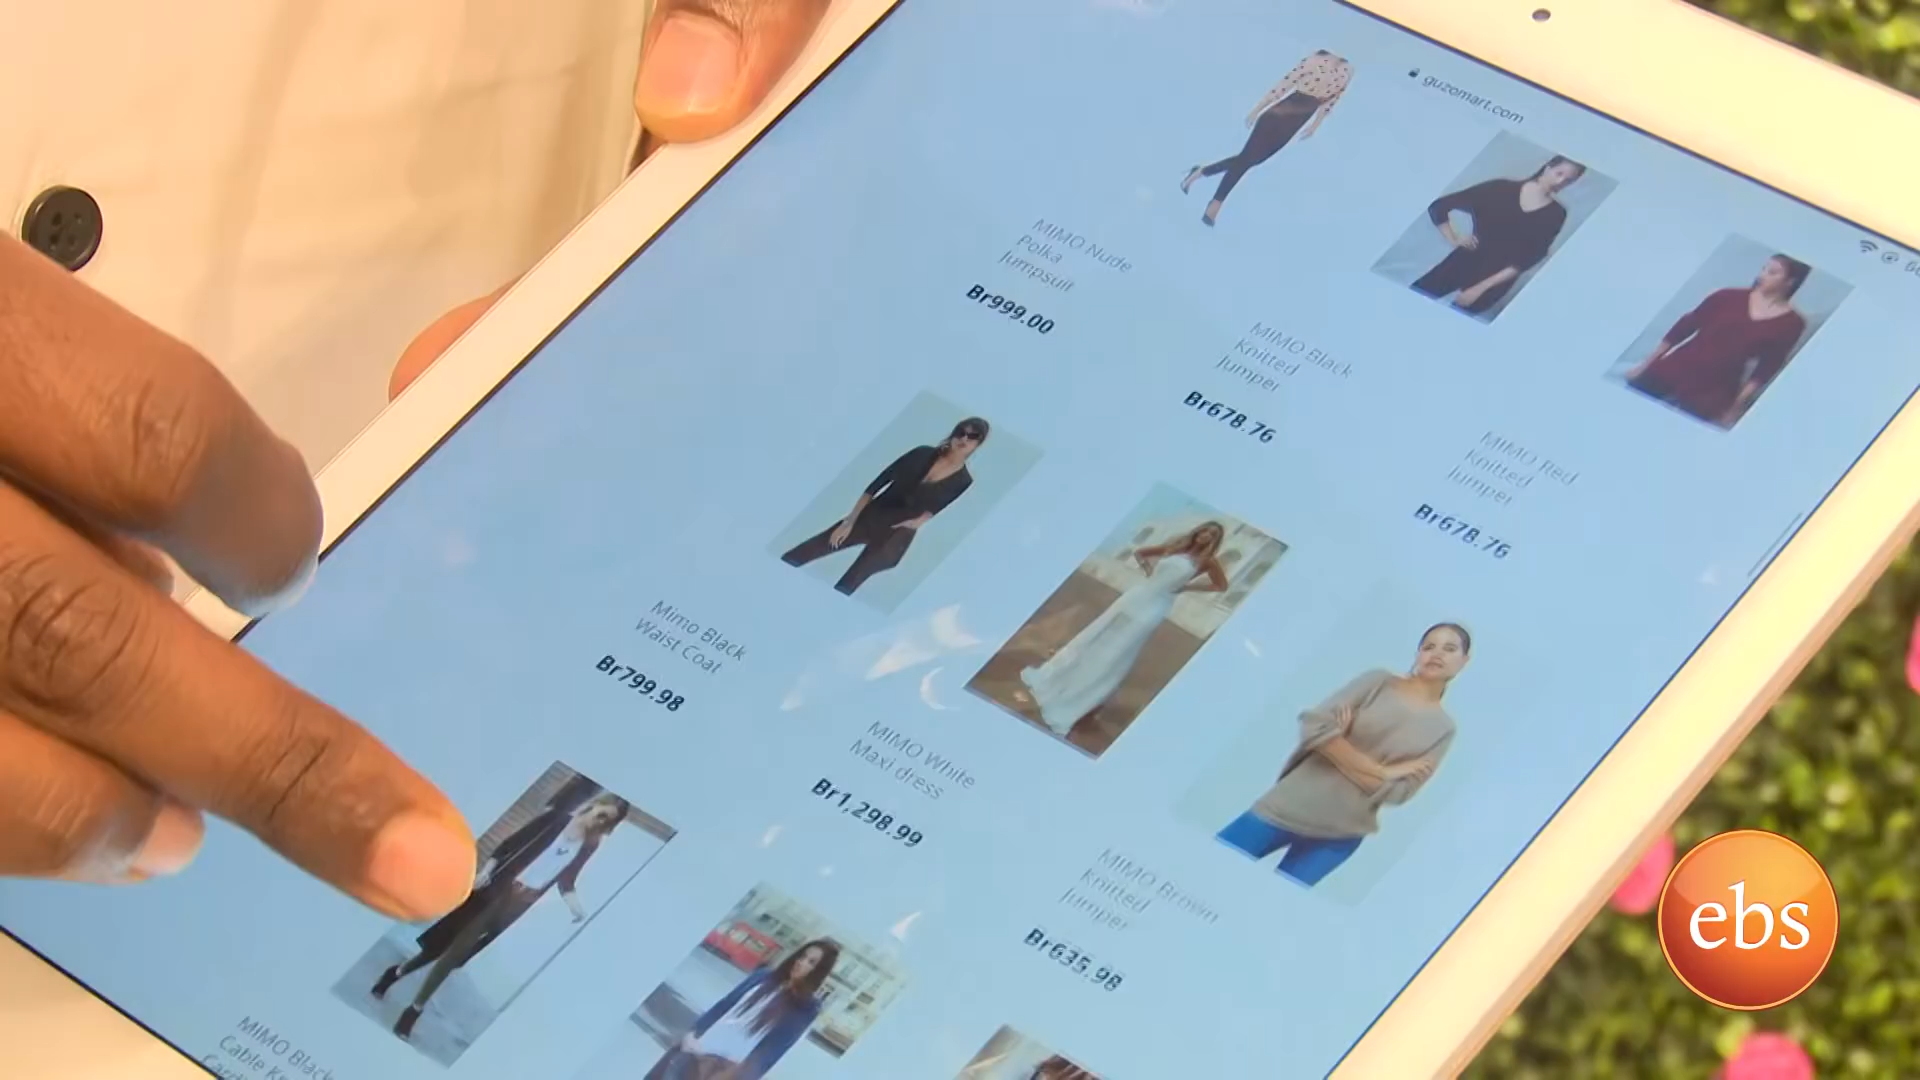 guzomart.com
MIMO Nude
Polka
Jumpsuit
Br999.00
MIMO Black
Knitted
Jumper
Br678.76
MIMO Red
Knitted
Jumper
Br678.76
Mimo Black
Waist Coat
Br799.98
MIMO White
Maxi dress
Br1,298.99
MIMO Brown
Knitted
Jumper
Br635.98
MIMO Black
Cable
ebs